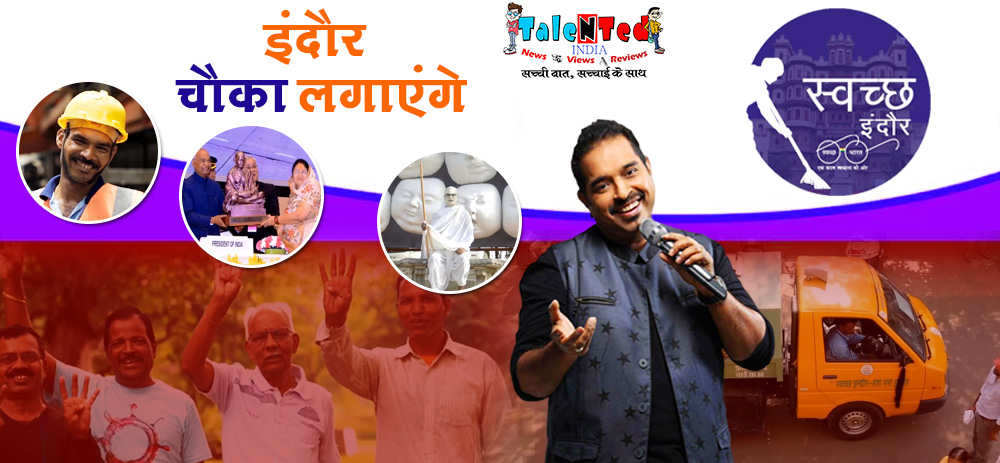 इंदौर
चौका लगाएंगे
TaleNTed
INDIA
News Views Reviews
सच्ची बात, सच्चाई के साथ
स्वच्छ
इंदौर
स्वच्छ भारत
एक कदम स्वच्छता की ओर
PRESIDENT OF INDIA